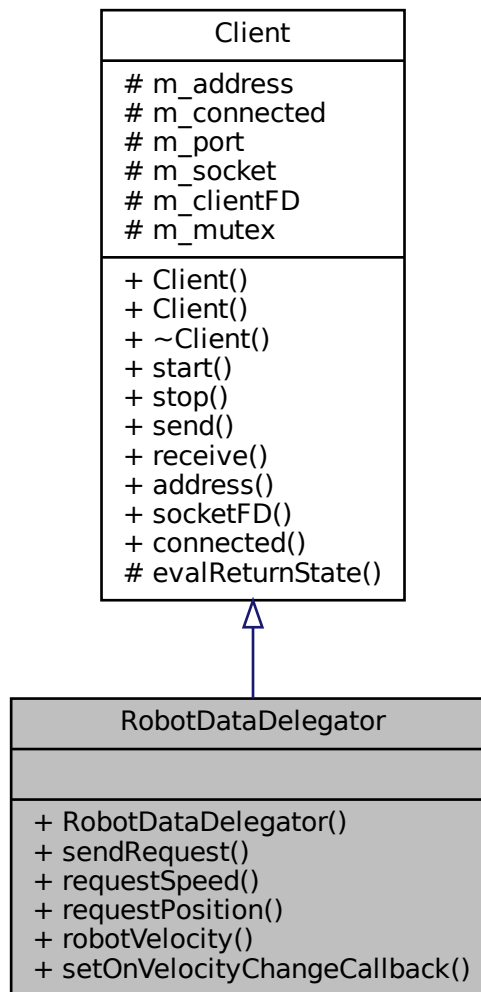 Client
# m_address
# m_connected
# m_port
# m_socket
# m_clientFD
# m_mutex
+ Client()
+ Client()
+ ~Client()
+ start()
+ stop()
+ send()
+ receive()
+ address()
+ socketFD()
+ connected()
# evalReturnState()
RobotDataDelegator
+ RobotDataDelegator()
+ sendRequest()
+ requestSpeed()
+ requestPosition()
+ robotVelocity()
+ setOnVelocityChangeCallback()